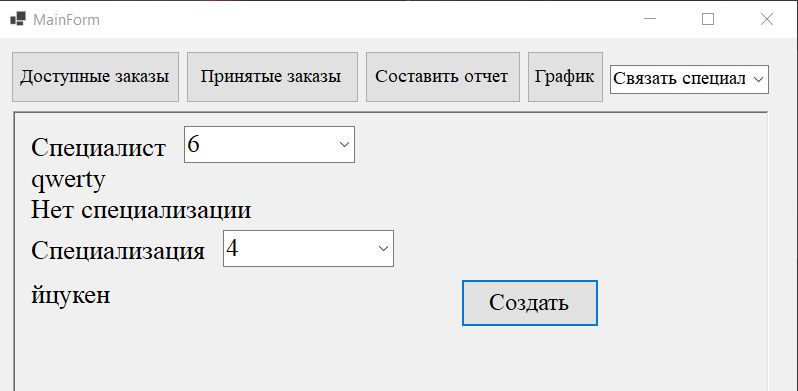 MainForm
Доступные заказы Принятые заказы Составить отчет График Связать специал
Специалист 6
qwerty
Нет специализации
Специализация 4
йцукен
Создать